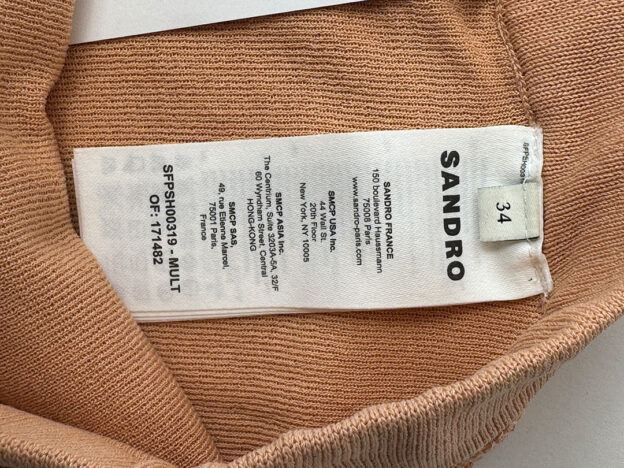 34
SFPSH003
SANDRO
SANDRO FRANCE
150 boulevard Haussmann
75008 Paris
www.sandro-paris.com
SMCP USA Inc.
44 Wall St.
20th Floor
New York, NY 10005
SMCP ASIA Inc.
The Centrium, Suite 3203A-5A, 32/F
60 Wyndham Street, Central
HONG-KONG
SMCP SAS,
49, rue Etienne Marcel,
75001 Paris,
France
SFPSH00319 - MULT
OF: 171482